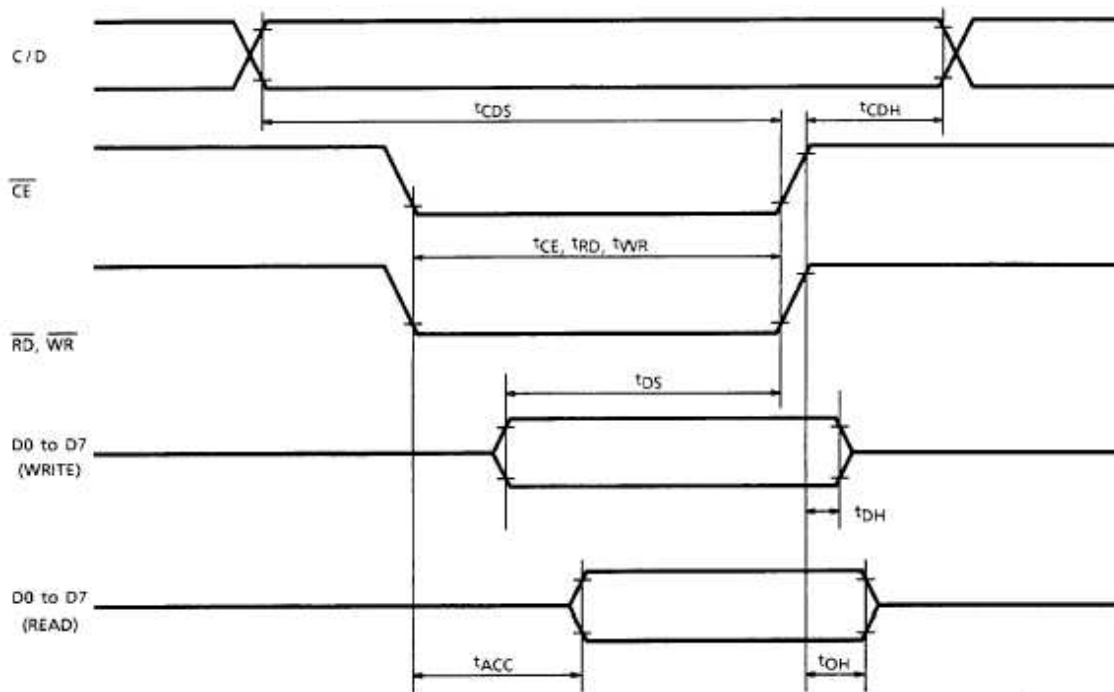 C/D
tCDS
tCDH
CE
tCE, tRD, tWR
RD, WR
tDS
D0 to D7
(WRITE)
tDH
D0 to D7
(READ)
tACC
tOH